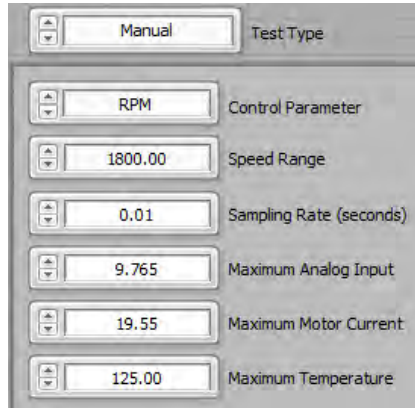 Manual Test Type
RPM Control Parameter
1800.00 Speed Range
0.01 Sampling Rate (seconds)
9.765 Maximum Analog Input
19.55 Maximum Motor Current
125.00 Maximum Temperature